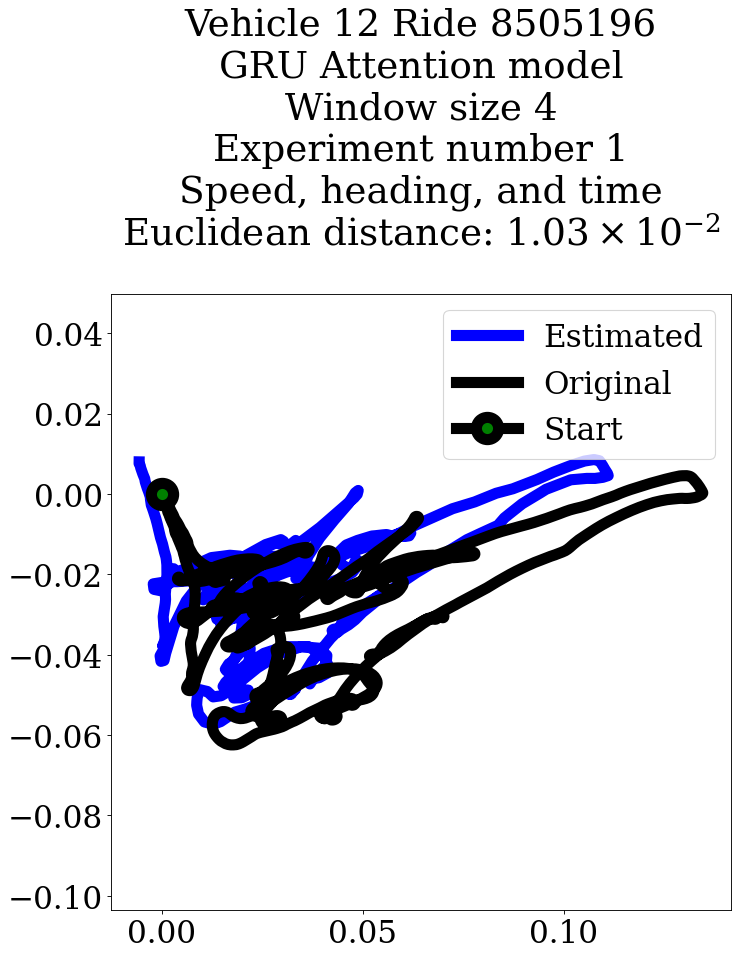 Vehicle 12 Ride 8505196
GRU Attention model
Window size 4
Experiment number 1
Speed, heading, and time
Euclidean distance: 1.03 × 10⁻²
Estimated
Original
Start
0.04
0.02
0.00
−0.02
−0.04
−0.06
−0.08
−0.10
0.00 0.05 0.10